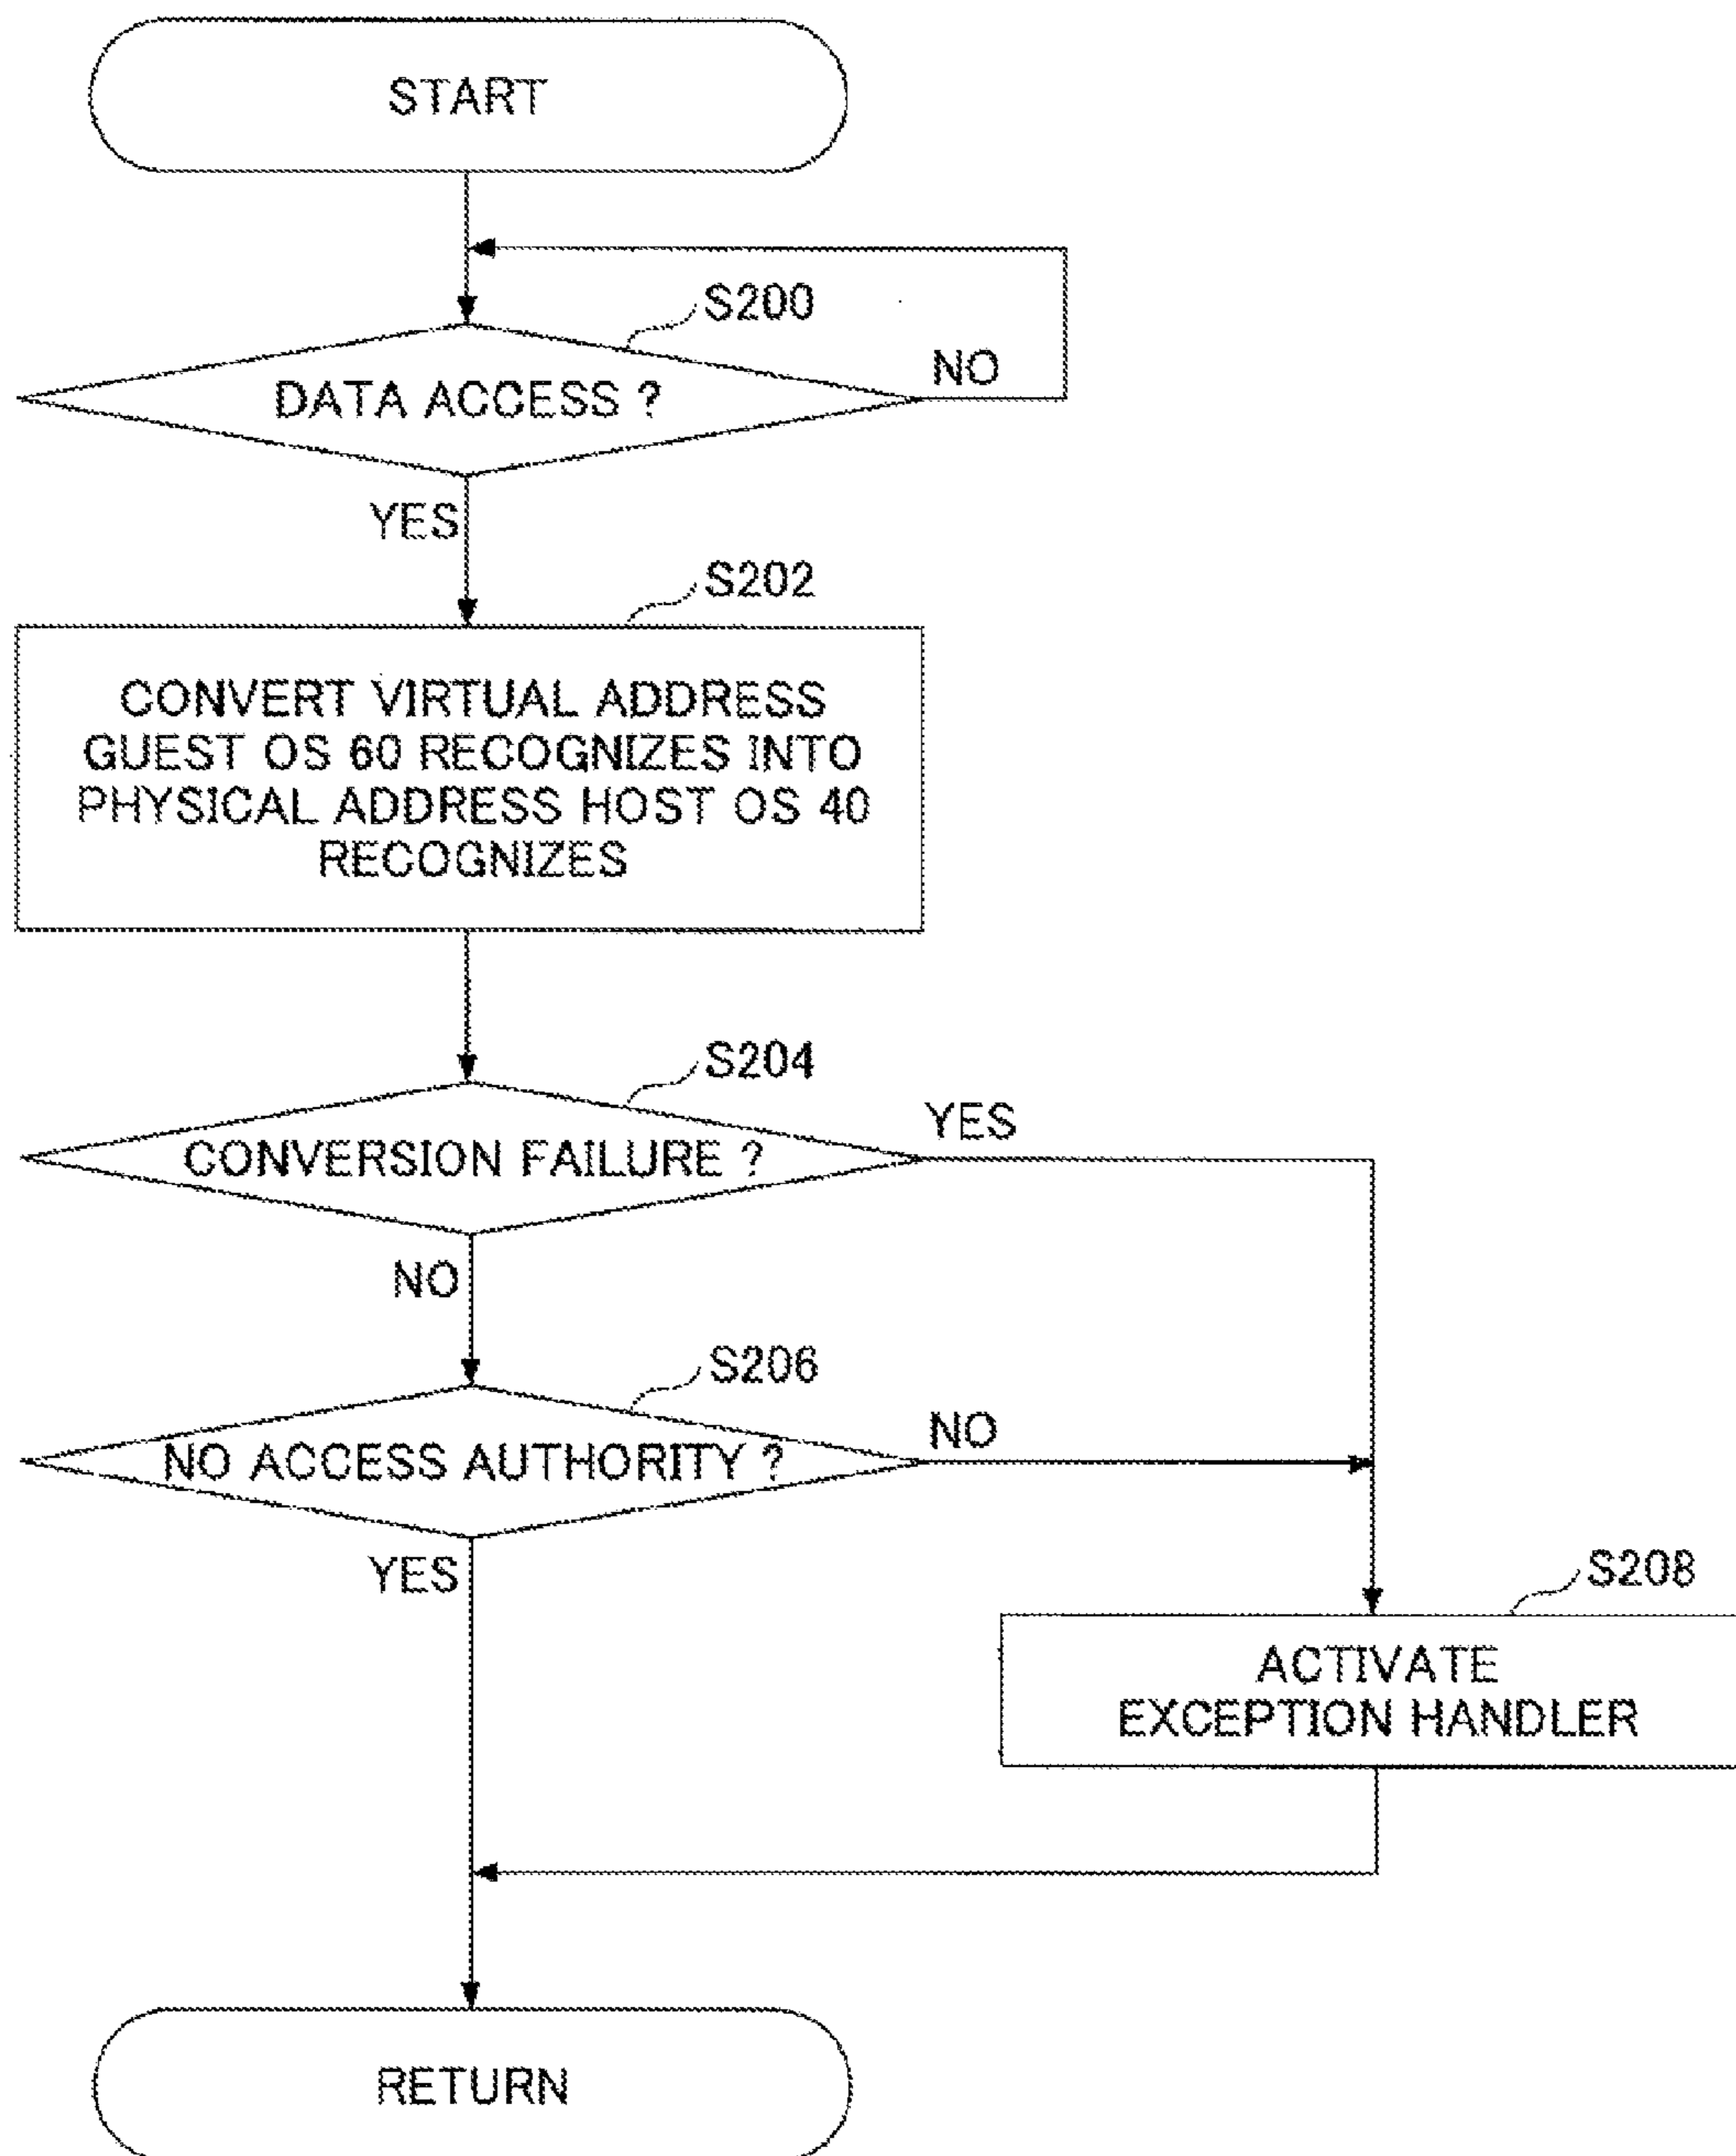 START
S200
NO
DATA ACCESS ?
YES
S202
CONVERT VIRTUAL ADDRESS
GUEST OS 60 RECOGNIZES INTO
PHYSICAL ADDRESS HOST OS 40
RECOGNIZES
S204
YES
CONVERSION FAILURE ?
NO
S206
NO
NO ACCESS AUTHORITY ?
YES
S208
ACTIVATE
EXCEPTION HANDLER
RETURN